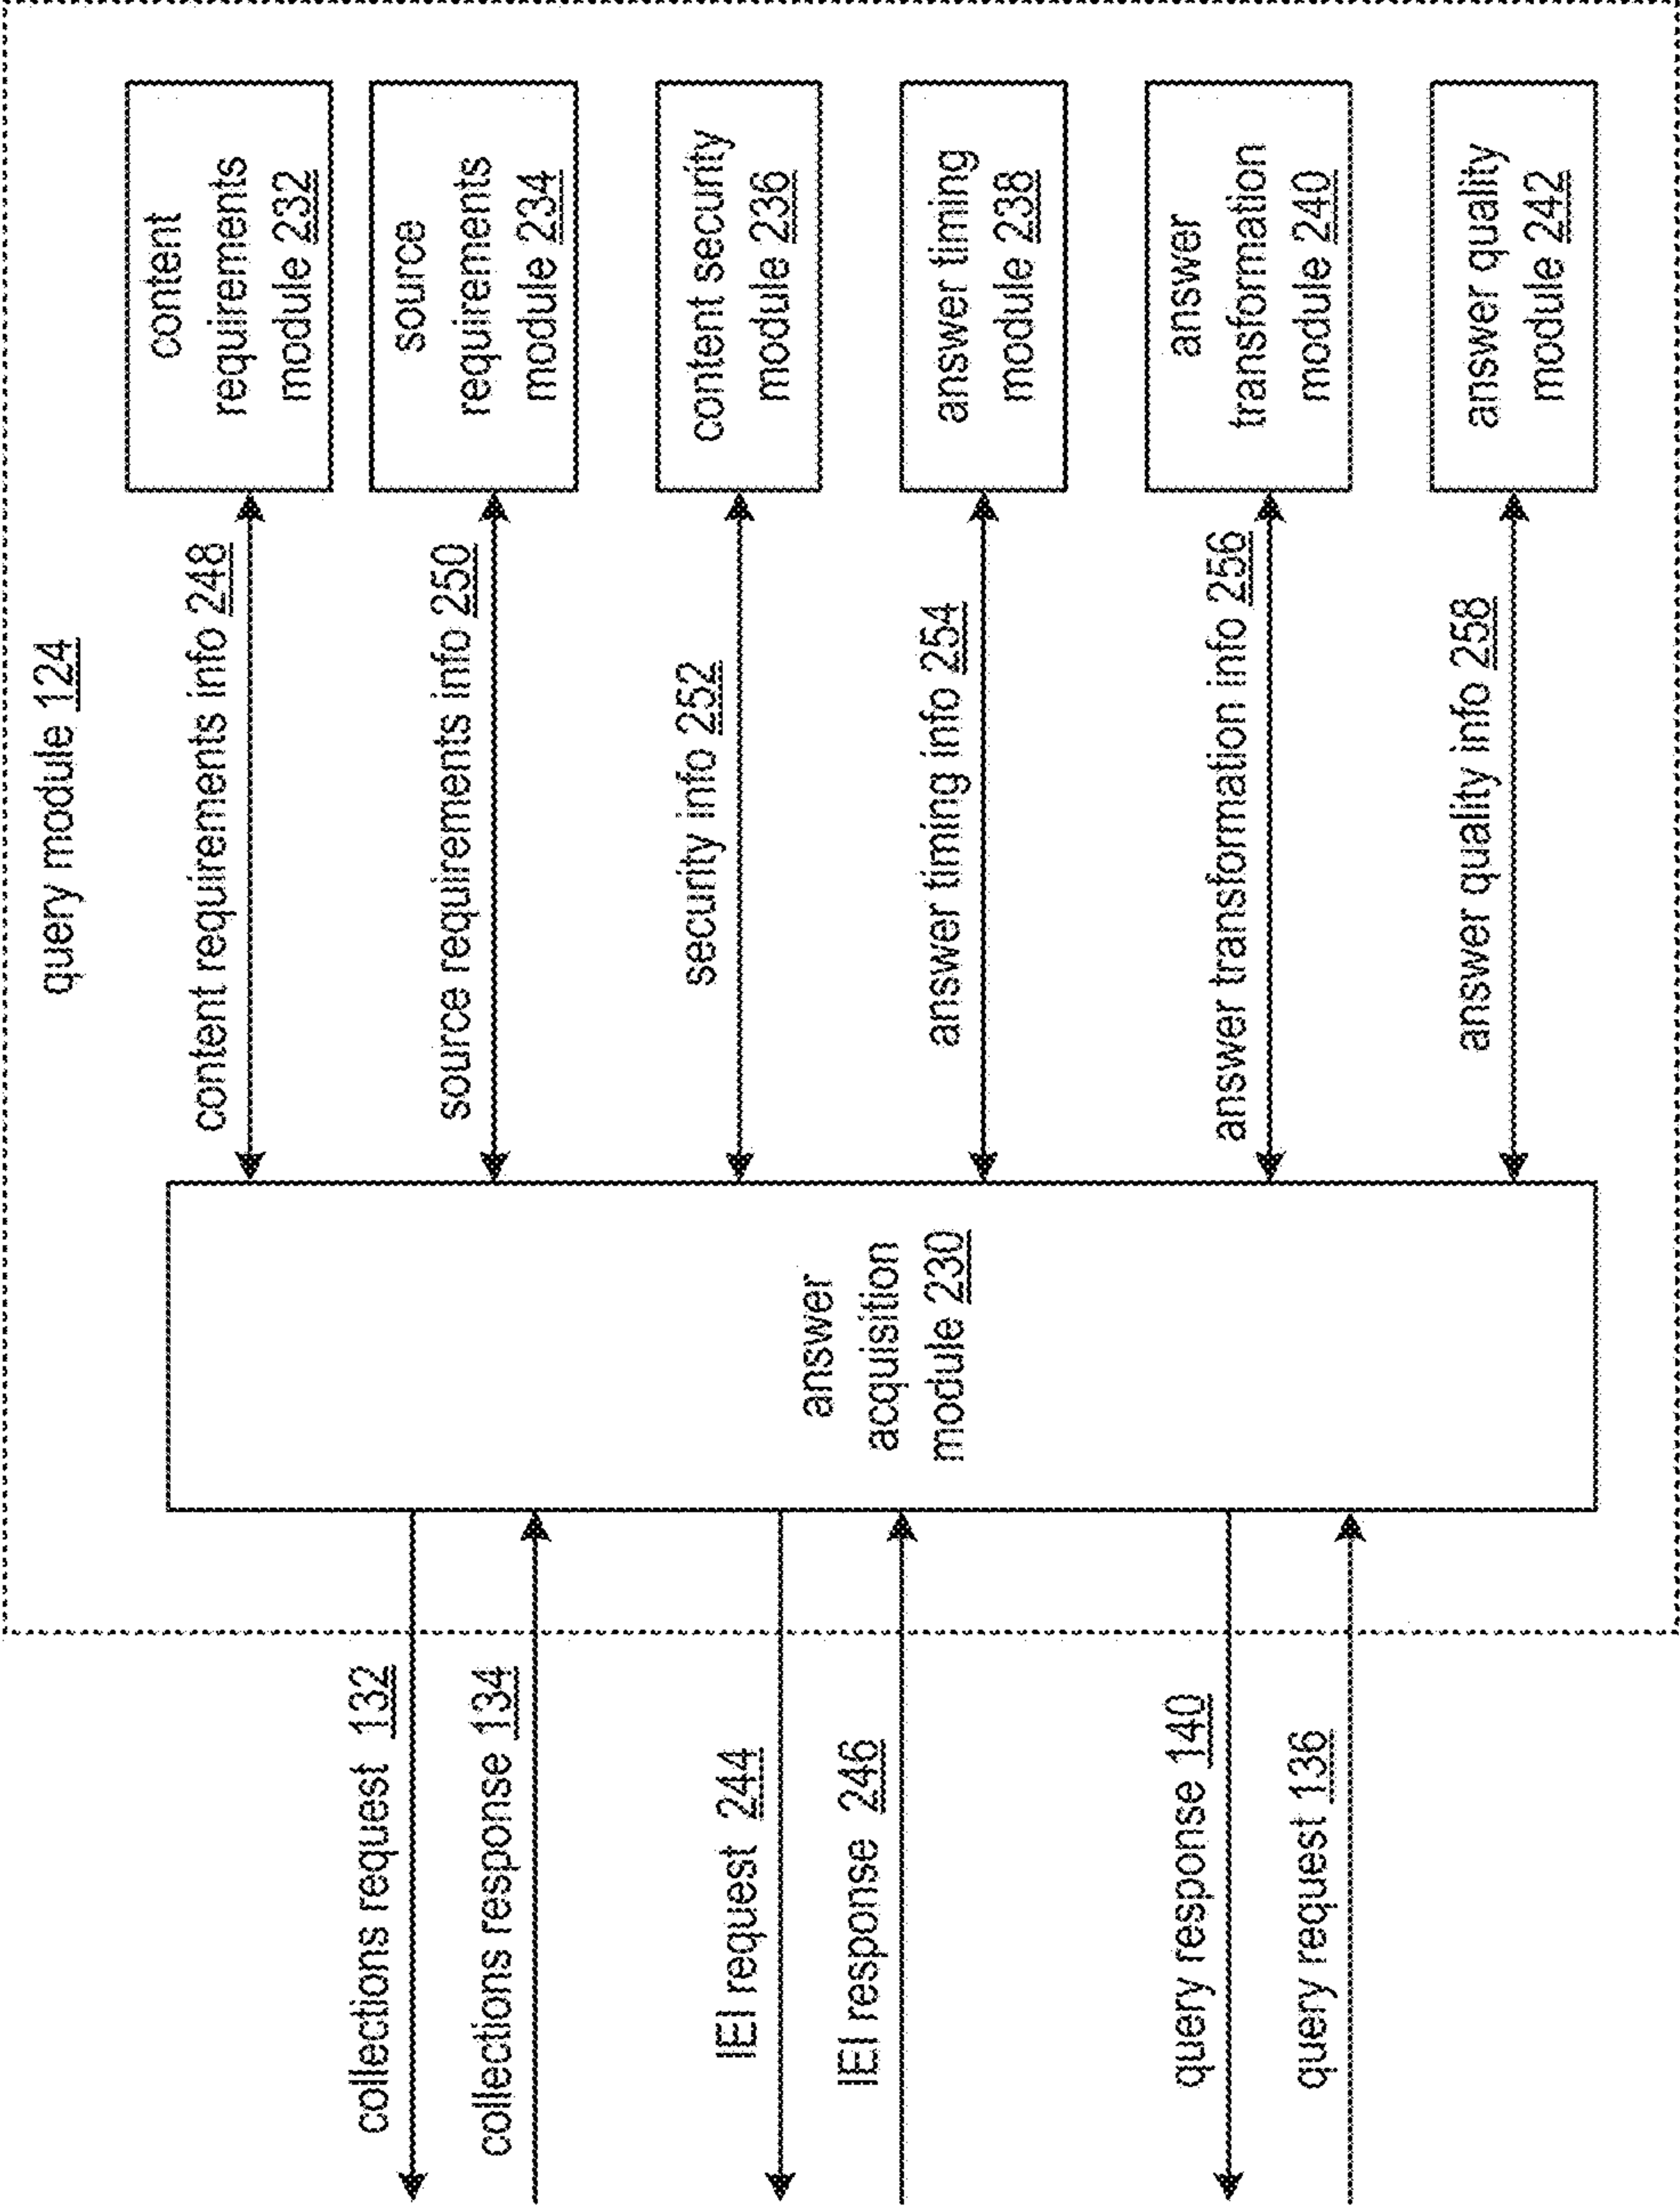 query module 124
collections request 132
collections response 134
IEI request 244
IEI response 246
query response 140
query request 136
answer
acquisition
module 230
content requirements info 248
source requirements info 250
security info 252
answer timing info 254
answer transformation info 256
answer quality info 258
content
requirements
module 232
source
requirements
module 234
content security
module 236
answer timing
module 238
answer
transformation
module 240
answer quality
module 242